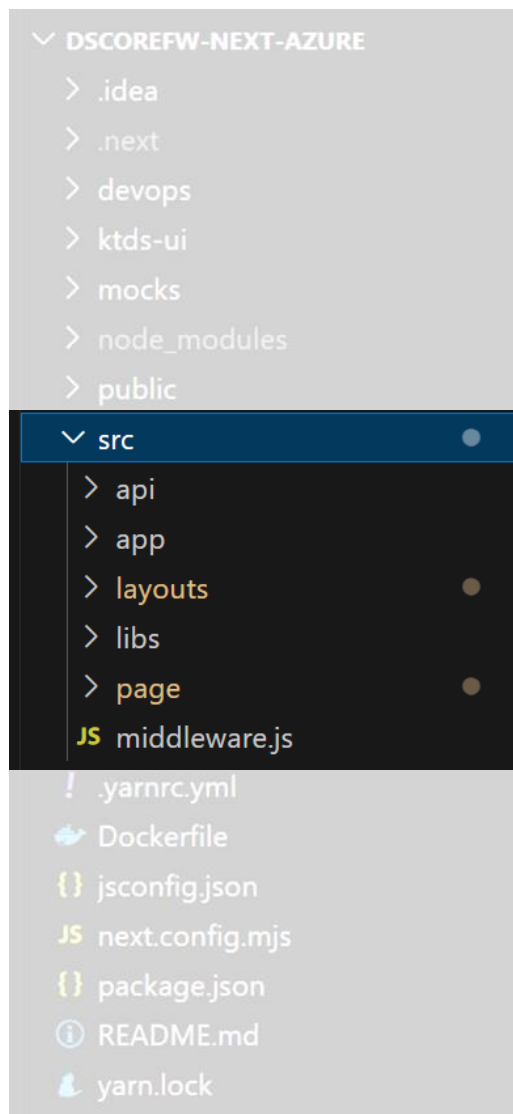 DSCOREFW-NEXT-AZURE
.idea
.next
devops
ktds-ui
mocks
node_modules
public
src
api
app
layouts
libs
page
JS middleware.js
! .yarnrc.yml
Dockerfile
{} jsconfig.json
JS next.config.mjs
{} package.json
README.md
yarn.lock